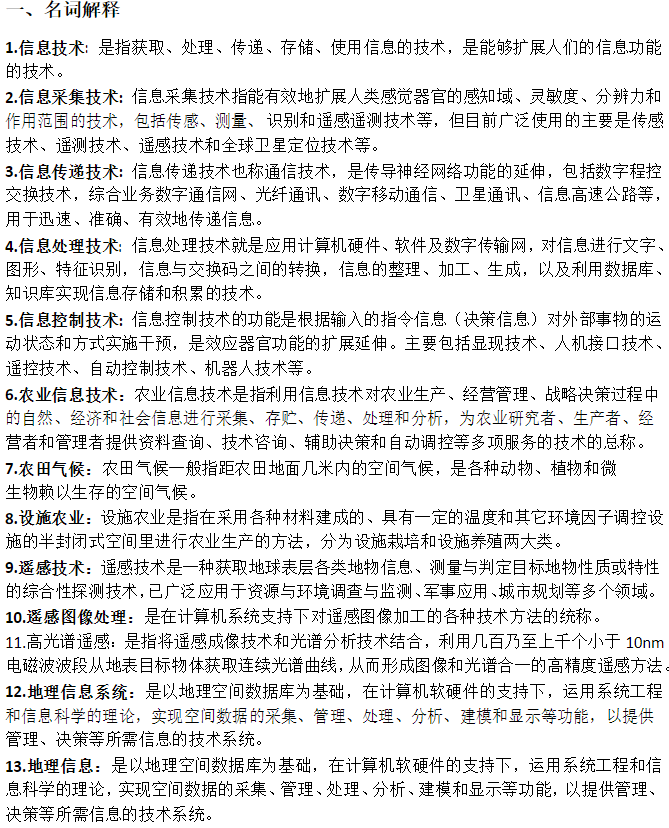 一、名词解释
1.信息技术: 是指获取、处理、传递、存储、使用信息的技术，是能够扩展人们的信息功能
的技术。
2.信息采集技术: 信息采集技术指能有效地扩展人类感觉器官的感知域、灵敏度、分辨力和
作用范围的技术，包括传感、测量、 识别和遥感遥测技术等，但目前广泛使用的主要是传感
技术、遥测技术、遥感技术和全球卫星定位技术等。
3.信息传递技术: 信息传递技术也称通信技术，是传导神经网络功能的延伸，包括数字程控
交换技术，综合业务数字通信网、光纤通讯、数字移动通信、卫星通讯、信息高速公路等，
用于迅速、准确、有效地传递信息。
4.信息处理技术: 信息处理技术就是应用计算机硬件、软件及数字传输网，对信息进行文字、
图形、特征识别，信息与交换码之间的转换，信息的整理、加工、生成，以及利用数据库、
知识库实现信息存储和积累的技术。
5.信息控制技术: 信息控制技术的功能是根据输入的指令信息（决策信息）对外部事物的运
动状态和方式实施干预，是效应器官功能的扩展延伸。主要包括显现技术、人机接口技术、
遥控技术、自动控制技术、机器人技术等。
6.农业信息技术：农业信息技术是指利用信息技术对农业生产、经营管理、战略决策过程中
的自然、经济和社会信息进行采集、存贮、传递、处理和分析，为农业研究者、生产者、经
营者和管理者提供资料查询、技术咨询、辅助决策和自动调控等多项服务的技术的总称。
7.农田气候：农田气候一般指距农田地面几米内的空间气候，是各种动物、植物和微
生物赖以生存的空间气候。
8.设施农业：设施农业是指在采用各种材料建成的、具有一定的温度和其它环境因子调控设
施的半封闭式空间里进行农业生产的方法，分为设施栽培和设施养殖两大类。
9.遥感技术：遥感技术是一种获取地球表层各类地物信息、测量与判定目标地物性质或特性
的综合性探测技术，已广泛应用于资源与环境调查与监测、军事应用、城市规划等多个领域。
10.遥感图像处理：是在计算机系统支持下对遥感图像加工的各种技术方法的统称。
11.高光谱遥感：是指将遥感成像技术和光谱分析技术结合，利用几百乃至上千个小于 10nm
电磁波波段从地表目标物体获取连续光谱曲线，从而形成图像和光谱合一的高精度遥感方法。
12.地理信息系统：是以地理空间数据库为基础，在计算机软硬件的支持下，运用系统工程
和信息科学的理论，实现空间数据的采集、管理、处理、分析、建模和显示等功能，以提供
管理、决策等所需信息的技术系统。
13.地理信息：是以地理空间数据库为基础，在计算机软硬件的支持下，运用系统工程和信
息科学的理论，实现空间数据的采集、管理、处理、分析、建模和显示等功能，以提供管理、
决策等所需信息的技术系统。